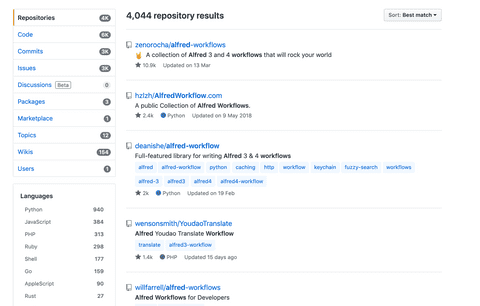 Repositories 4K
Code 6K
Commits 3K
Issues 3K
Discussions Beta 0
Packages 3
Marketplace 1
Topics 12
Wikis 154
Users 1
Languages
Python 940
JavaScript 384
PHP 313
Ruby 298
Shell 177
Go 159
AppleScript 90
Rust 27
4,044 repository results
Sort: Best match
zenorocha/alfred-workflows
A collection of Alfred 3 and 4 workflows that will rock your world
10.9k Updated on 13 Mar
hzlzh/AlfredWorkflow.com
A public Collection of Alfred Workflows.
2.4k Python Updated on 9 May 2018
deanishe/alfred-workflow
Full-featured library for writing Alfred 3 & 4 workflows
alfred alfred-workflow python caching http workflow keychain fuzzy-search workflows
alfred-3 alfred3 alfred4 alfred4-workflow
2k Python Updated on 19 Feb
wensonsmith/YoudaoTranslate
Alfred Youdao Translate Workflow
translate alfred3-workflow
1.4k PHP Updated 15 days ago
willfarrell/alfred-workflows
Alfred Workflows for Developers